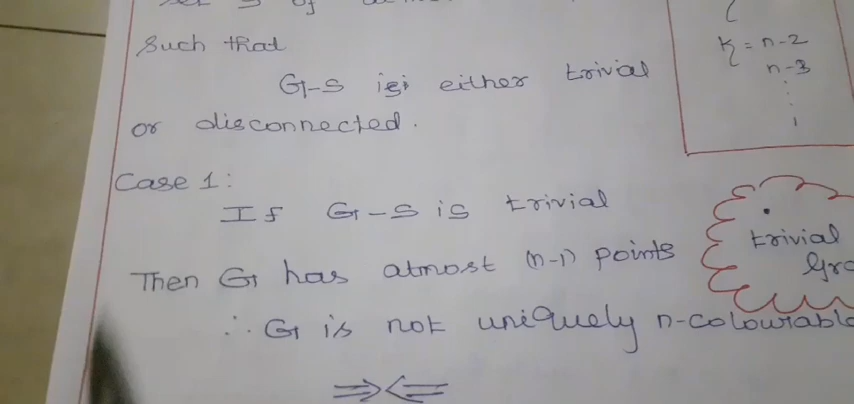 Such that
G-S is either trivial
or disconnected.
Case 1:
If G-S is trivial
Then G has atmost (n-1) points
∴ G is not uniquely n-colourable
⇒⇐
K = n-2
n-3
:
1
trivial